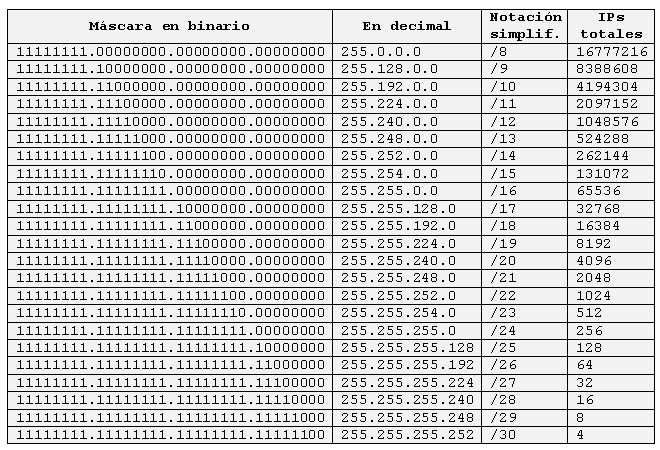 Máscara en binario En decimal Notación simplif. IPs totales
11111111.00000000.00000000.00000000 255.0.0.0 /8 16777216
11111111.10000000.00000000.00000000 255.128.0.0 /9 8388608
11111111.11000000.00000000.00000000 255.192.0.0 /10 4194304
11111111.11100000.00000000.00000000 255.224.0.0 /11 2097152
11111111.11110000.00000000.00000000 255.240.0.0 /12 1048576
11111111.11111000.00000000.00000000 255.248.0.0 /13 524288
11111111.11111100.00000000.00000000 255.252.0.0 /14 262144
11111111.11111110.00000000.00000000 255.254.0.0 /15 131072
11111111.11111111.00000000.00000000 255.255.0.0 /16 65536
11111111.11111111.10000000.00000000 255.255.128.0 /17 32768
11111111.11111111.11000000.00000000 255.255.192.0 /18 16384
11111111.11111111.11100000.00000000 255.255.224.0 /19 8192
11111111.11111111.11110000.00000000 255.255.240.0 /20 4096
11111111.11111111.11111000.00000000 255.255.248.0 /21 2048
11111111.11111111.11111100.00000000 255.255.252.0 /22 1024
11111111.11111111.11111110.00000000 255.255.254.0 /23 512
11111111.11111111.11111111.00000000 255.255.255.0 /24 256
11111111.11111111.11111111.10000000 255.255.255.128 /25 128
11111111.11111111.11111111.11000000 255.255.255.192 /26 64
11111111.11111111.11111111.11100000 255.255.255.224 /27 32
11111111.11111111.11111111.11110000 255.255.255.240 /28 16
11111111.11111111.11111111.11111000 255.255.255.248 /29 8
11111111.11111111.11111111.11111100 255.255.255.252 /30 4